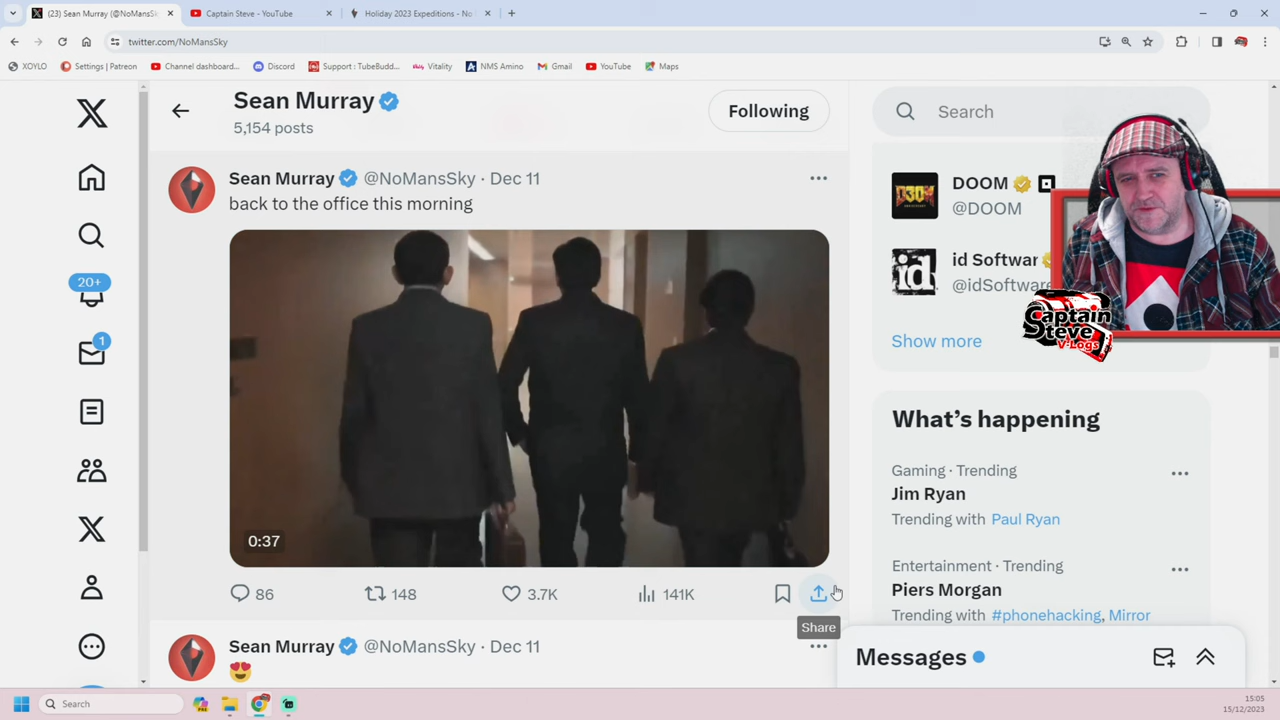 (23) Sean Murray (@NoMansSk
Captain Steve - YouTube
Holiday 2023 Expeditions - No
twitter.com/NoMansSky
XOYLO
Settings | Patreon
Channel dashboard...
Discord
Support : TubeBudd...
Vitality
NMS Amino
Gmail
YouTube
Maps
Sean Murray
5,154 posts
Following
Search
Sean Murray @NoMansSky · Dec 11
back to the office this morning
0:37
86
148
3.7K
141K
Share
Sean Murray @NoMansSky · Dec 11
20+
1
DOOM
@DOOM
id Softwar
@idSoftware
Show more
Captain
Steve
V-Logs
What's happening
Gaming · Trending
Jim Ryan
Trending with Paul Ryan
Entertainment · Trending
Piers Morgan
Trending with #phonehacking, Mirror
Messages
Search
15:05
15/12/2023